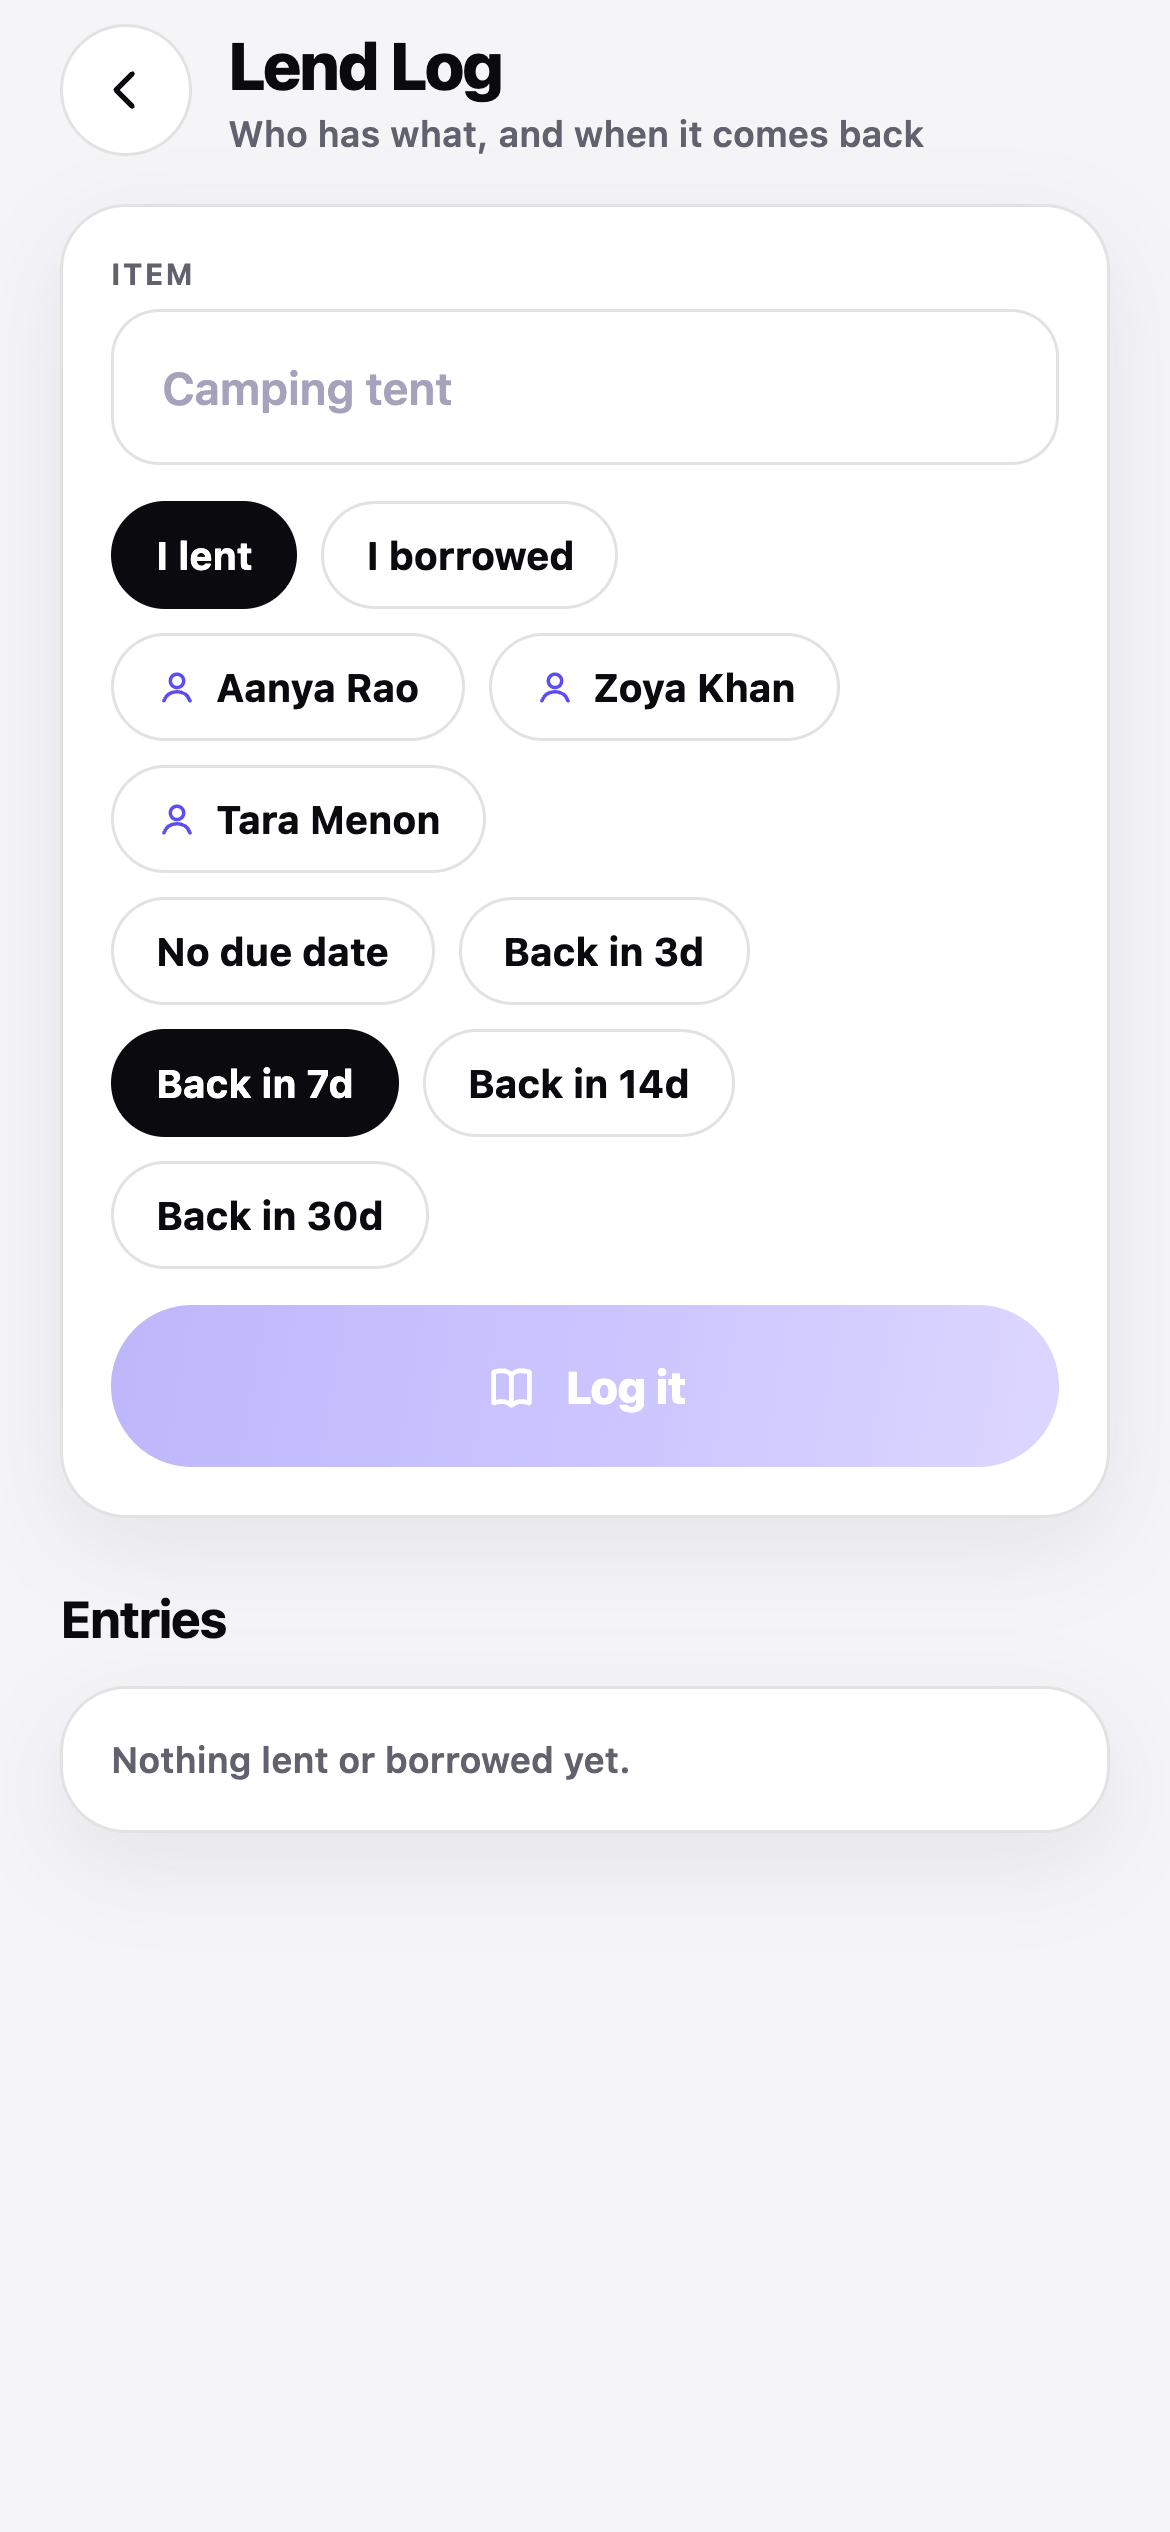 Lend Log
Who has what, and when it comes back
ITEM
Camping tent
I lent
I borrowed
Aanya Rao
Zoya Khan
Tara Menon
No due date
Back in 3d
Back in 7d
Back in 14d
Back in 30d
Log it
Entries
Nothing lent or borrowed yet.